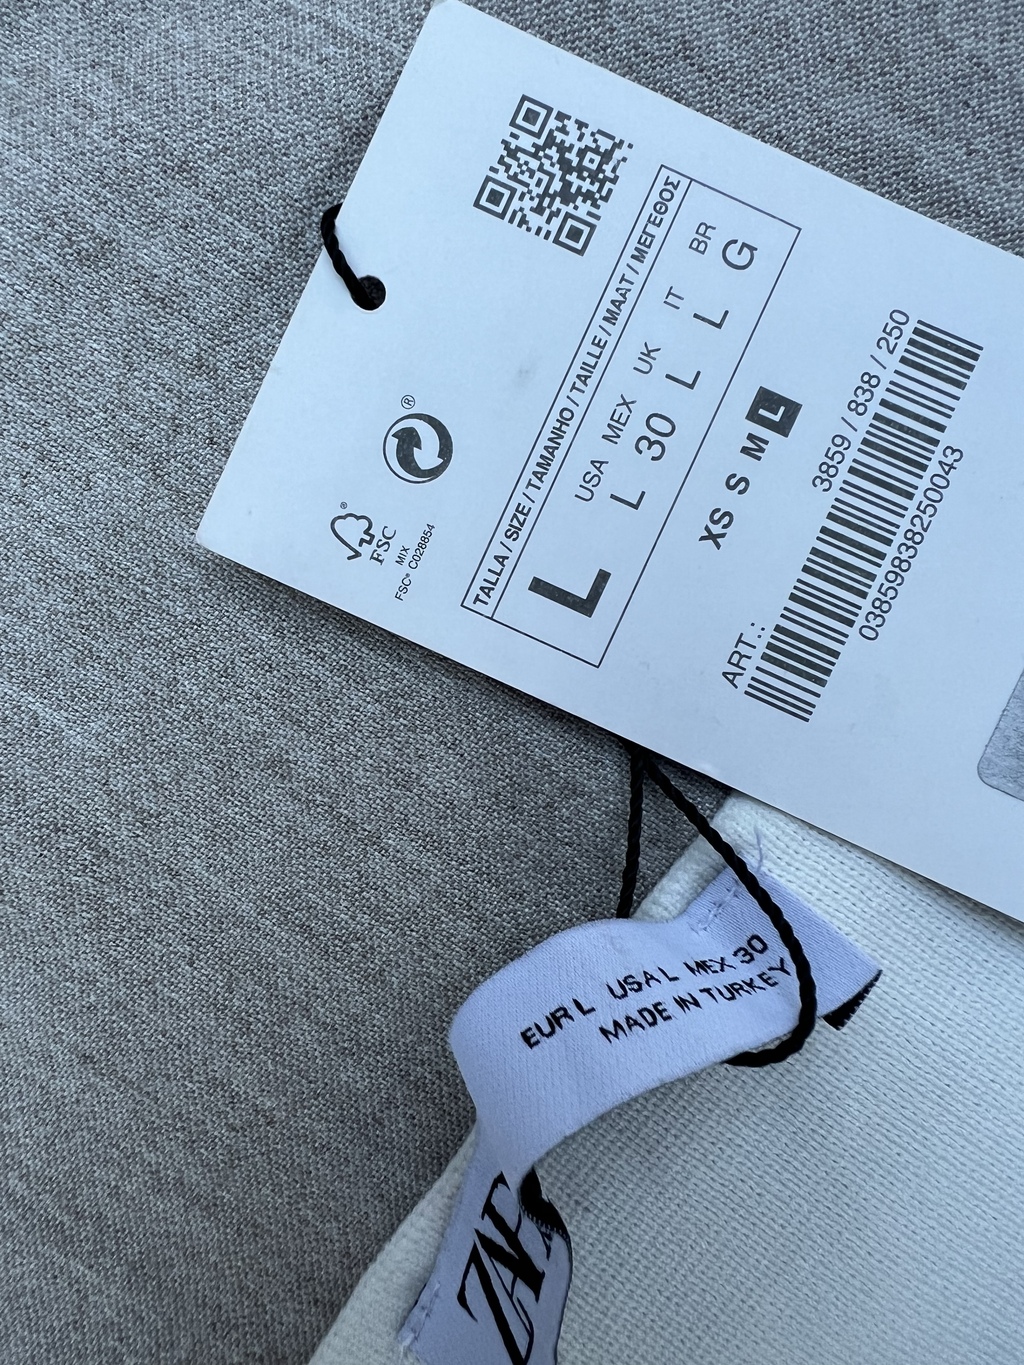 TALLA / SIZE / TAMANHO / TAILLE / MAAT / ΜΕΓΕΘΟΣ
USA MEX UK IT BR
L L 30 L L G
XS S M L
ART.: 3859 / 838 / 250
03859838250043
®
®
FSC
MIX
FSC® C028854
EUR L USA L MEX 30
MADE IN TURKEY